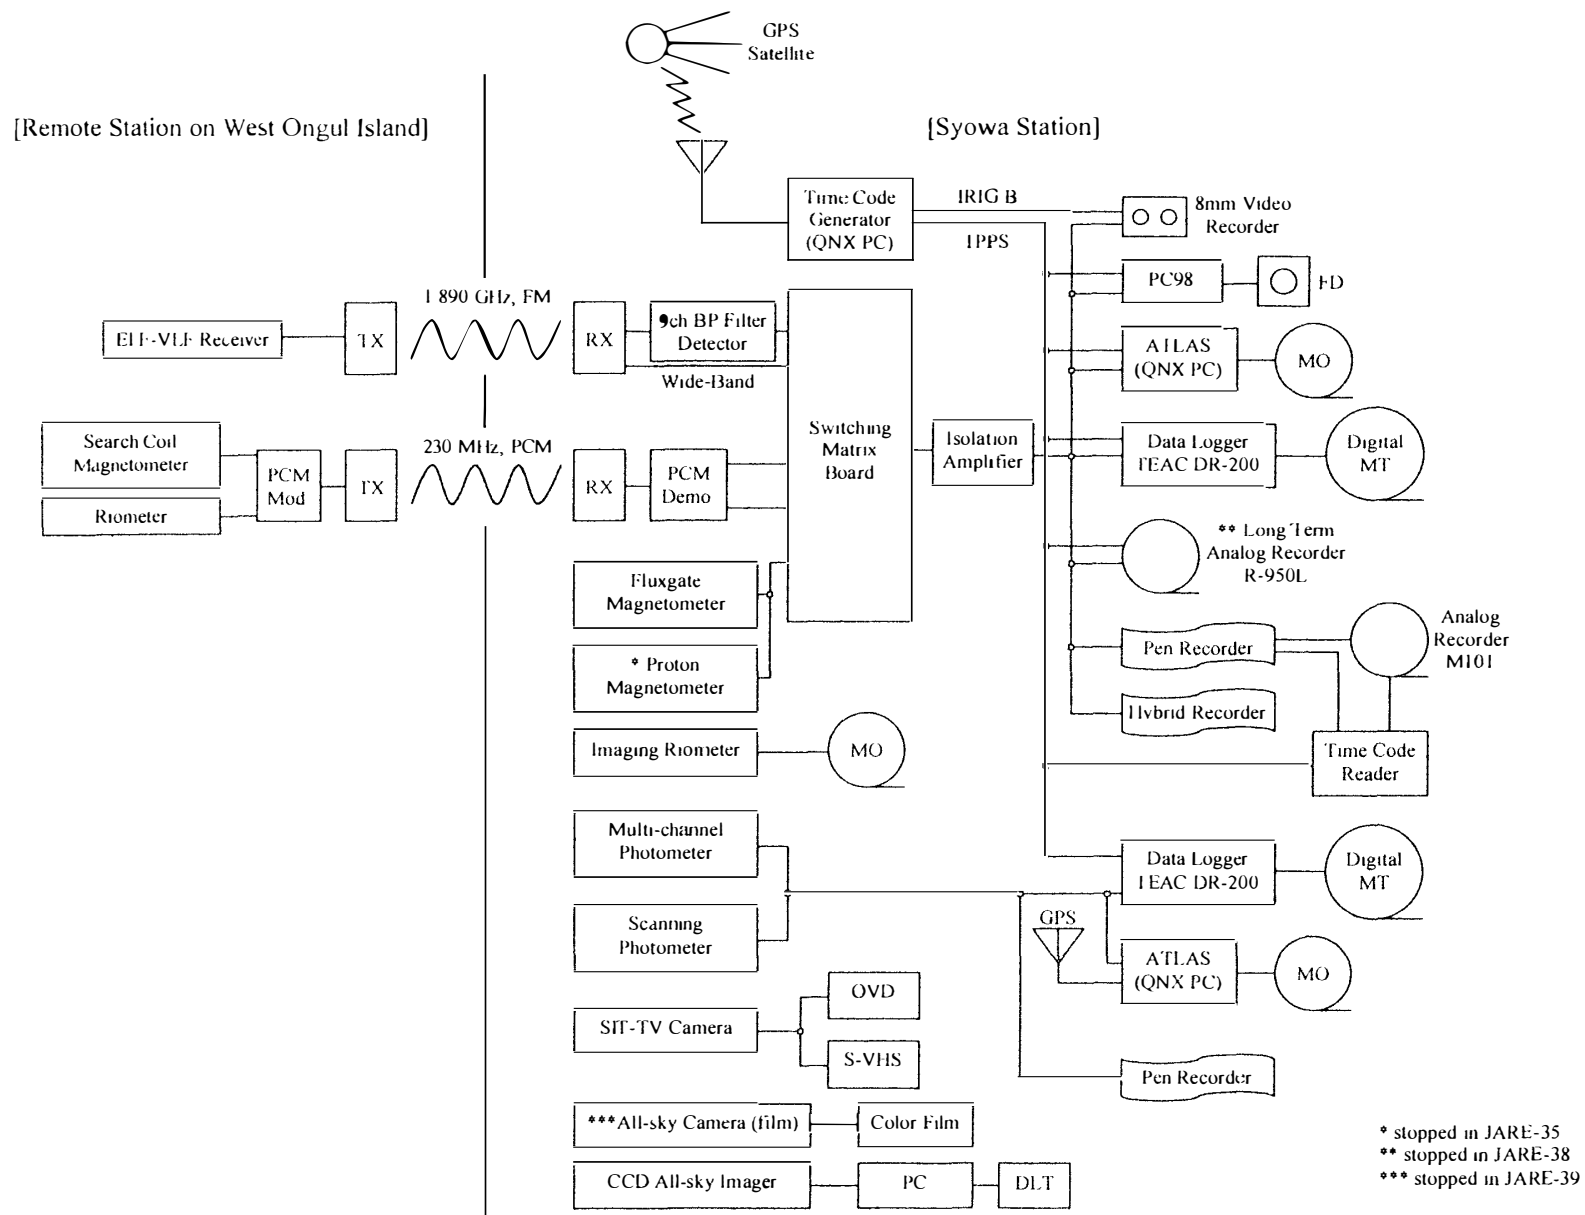 GPS
Satellite
[Remote Station on West Ongul Island]
[Syowa Station]
Time Code
Generator
(QNX PC)
IRIG B
1PPS
8mm Video
Recorder
PC98
FD
1 890 GHz, FM
ELF-VLF Receiver
TX
RX
9ch BP Filter
Detector
Wide-Band
ATLAS
(QNX PC)
MO
Search Coil
Magnetometer
Riometer
PCM
Mod
TX
230 MHz, PCM
RX
PCM
Demo
Switching
Matrix
Board
Isolation
Amplifier
Data Logger
TEAC DR-200
Digital
MT
** Long Term
Analog Recorder
R-950L
Fluxgate
Magnetometer
* Proton
Magnetometer
Pen Recorder
Analog
Recorder
M101
Hybrid Recorder
Time Code
Reader
Imaging Riometer
MO
Multi-channel
Photometer
Scanning
Photometer
Data Logger
TEAC DR-200
Digital
MT
GPS
ATLAS
(QNX PC)
MO
SIT-TV Camera
OVD
S-VHS
Pen Recorder
***All-sky Camera (film)
Color Film
CCD All-sky Imager
PC
DLT
* stopped in JARE-35
** stopped in JARE-38
*** stopped in JARE-39